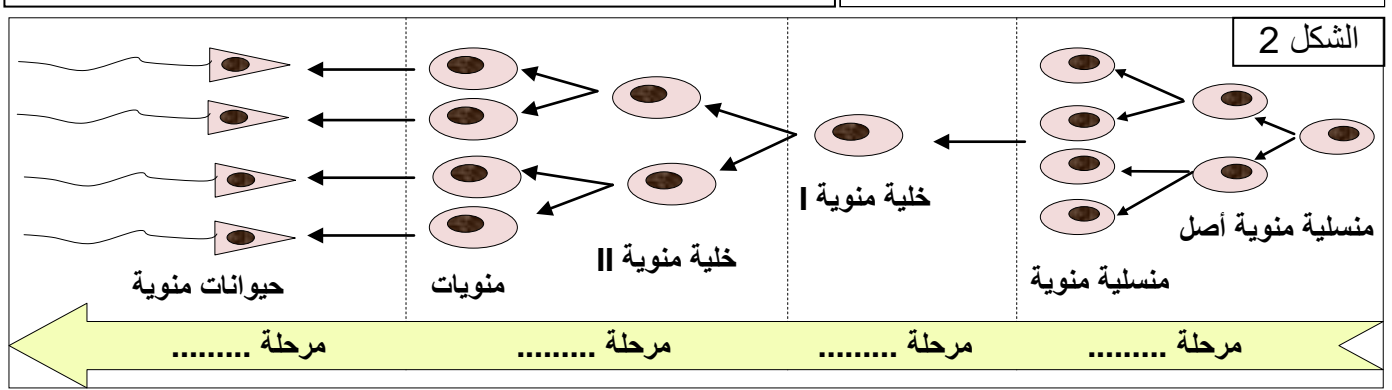 الشكل 2
منسلية منوية أصل
منسلية منوية
خلية منوية I
خلية منوية II
منويات
حيوانات منوية
مرحلة .........
مرحلة .........
مرحلة .........
مرحلة .........